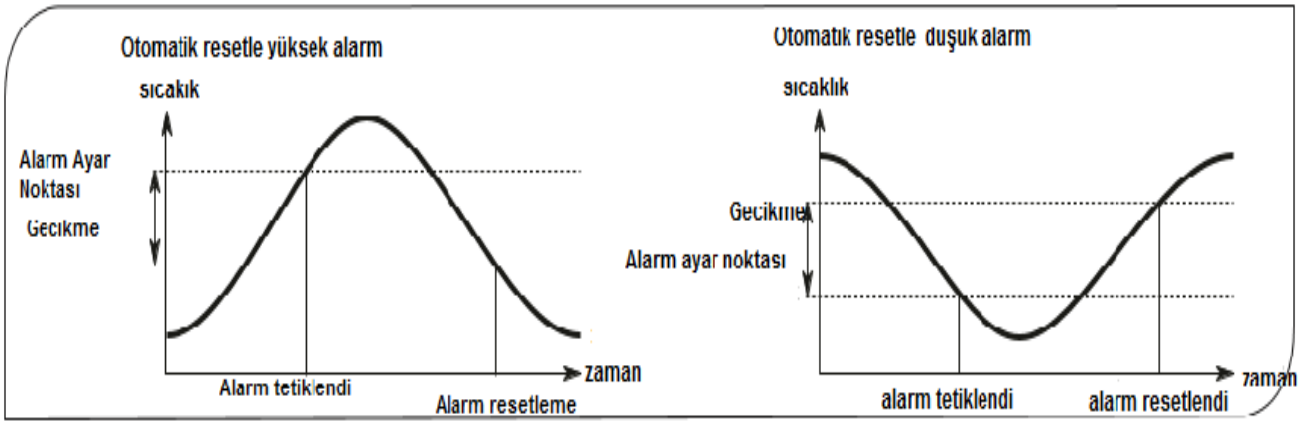 Otomatik resetle yüksek alarm
sıcakık
Alarm Ayar
Noktası
Gecikme
zaman
Alarm tetiklendi
Alarm resetleme
Otomatik resetle düşuk alarm
sıcaklık
Gecikme
Alarm ayar noktası
zaman
alarm tetiklendi
alarm resetlendi